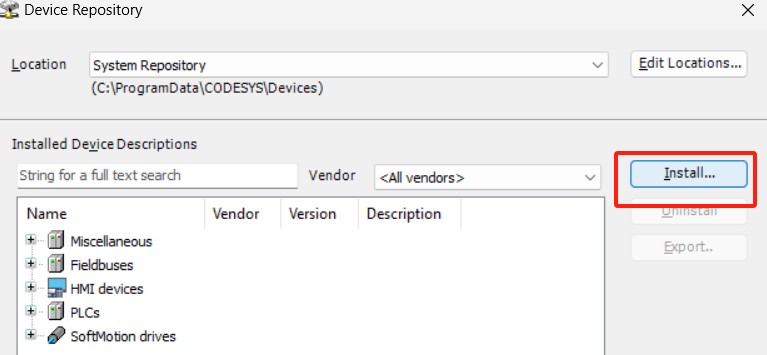 Device Repository
Location
System Repository
Edit Locations...
(C:\ProgramData\CODESYS\Devices)
Installed Device Descriptions
String for a full text search
Vendor
<All vendors>
Install...
Name
Vendor
Version
Description
Uninstall
Miscellaneous
Export..
Fieldbuses
HMI devices
PLCs
SoftMotion drives